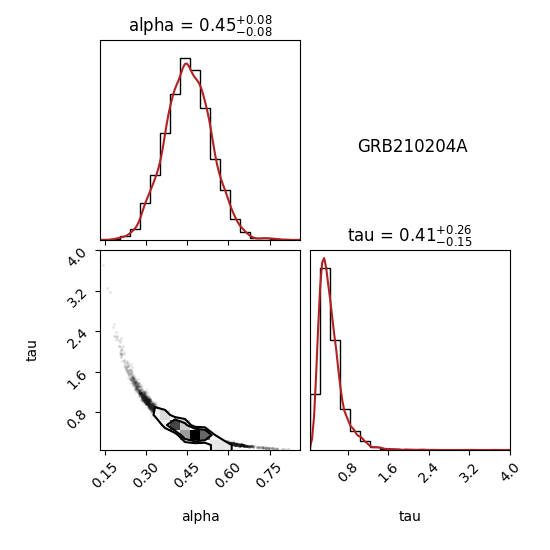 alpha = 0.45+0.08 −0.08
GRB210204A
tau = 0.41+0.26 −0.15
4.0
3.2
2.4
1.6
0.8
tau
0.15 0.30 0.45 0.60 0.75
0.8 1.6 2.4 3.2 4.0
alpha
tau